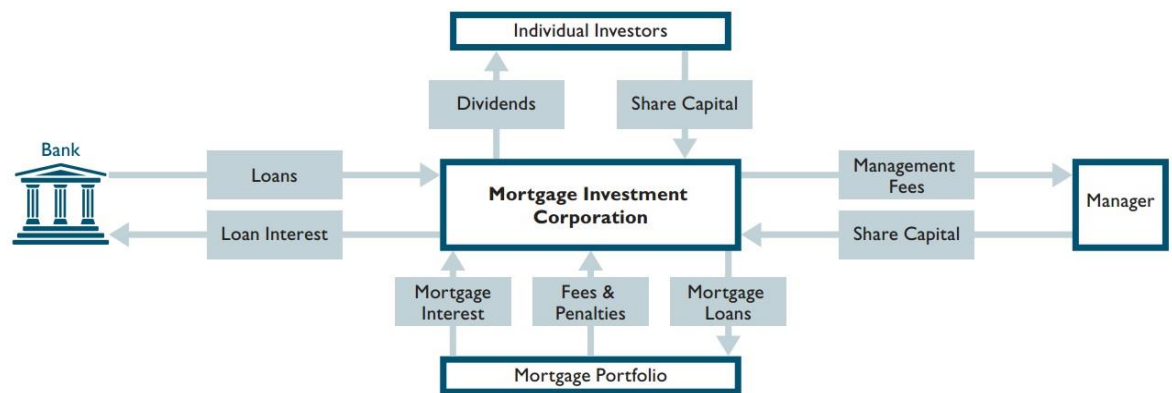 Individual Investors
Dividends
Share Capital
Bank
Loans
Mortgage Investment
Corporation
Management
Fees
Manager
Loan Interest
Share Capital
Mortgage
Interest
Fees &
Penalties
Mortgage
Loans
Mortgage Portfolio